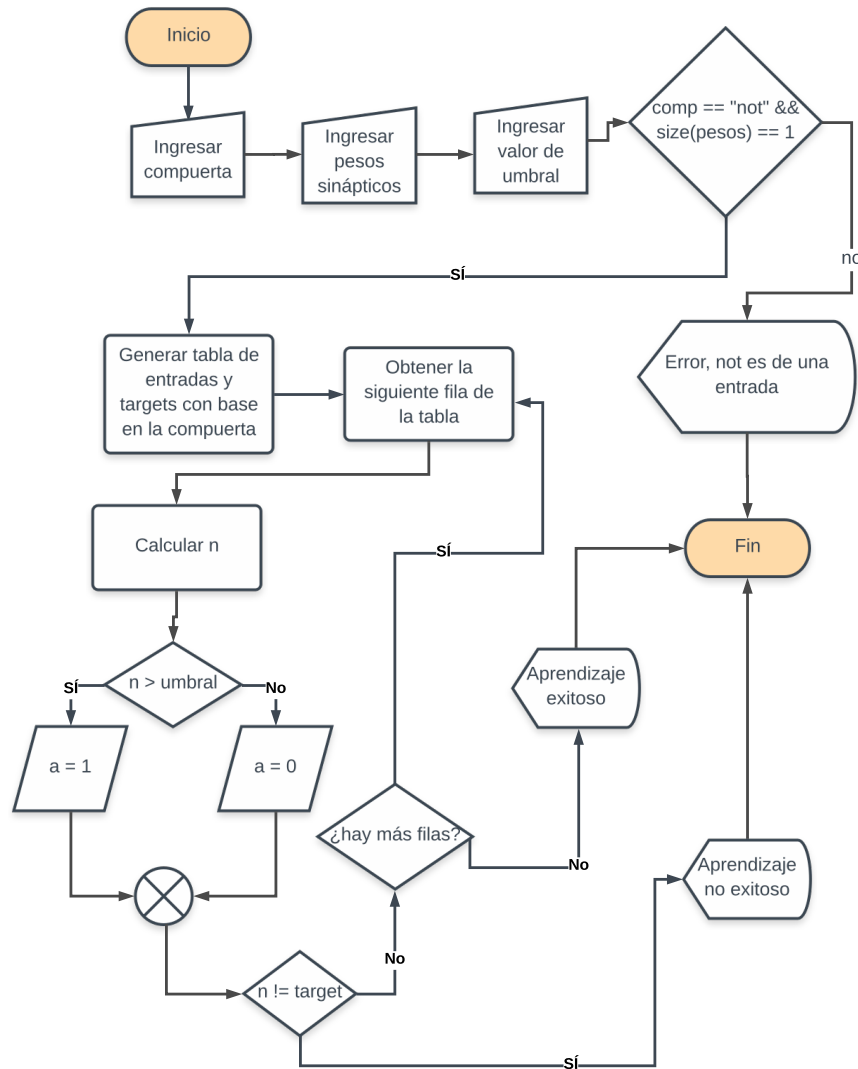 Inicio
Ingresar
compuerta
Ingresar
pesos
sinápticos
Ingresar
valor de
umbral
comp == "not" &&
size(pesos) == 1
no
SÍ
Generar tabla de
entradas y
targets con base
en la compuerta
Obtener la
siguiente fila de
la tabla
Error, not es de una
entrada
Calcular n
SÍ
Fin
n > umbral
SÍ
No
Aprendizaje
exitoso
a = 1
a = 0
¿hay más filas?
No
Aprendizaje
no exitoso
No
n != target
SÍ